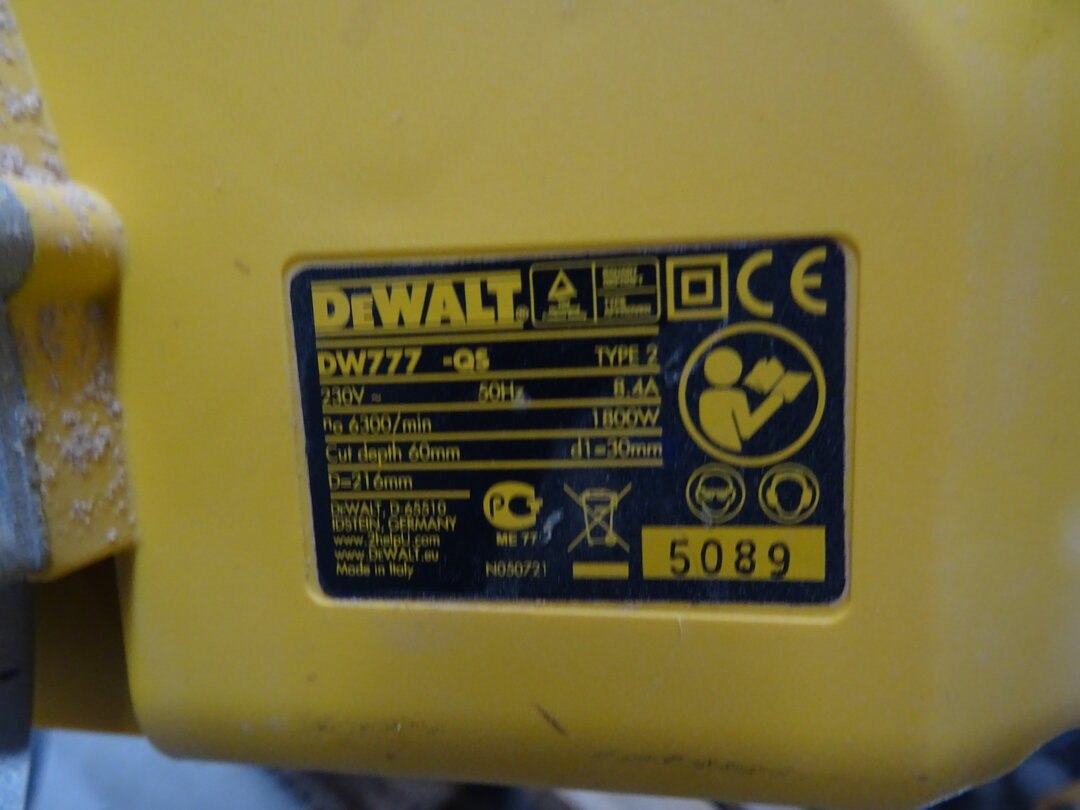 DEWALT®
CE
DW777 -QS TYPE 2
230V ~ 50Hz 8.4A
n₀ 6300/min 1800W
Cut depth 60mm d1=30mm
D=216mm
DEWALT, D 65510
IDSTEIN, GERMANY
www.2helpU.com
www.DEWALT.eu
Made in Italy
ME 77
N050721
5089